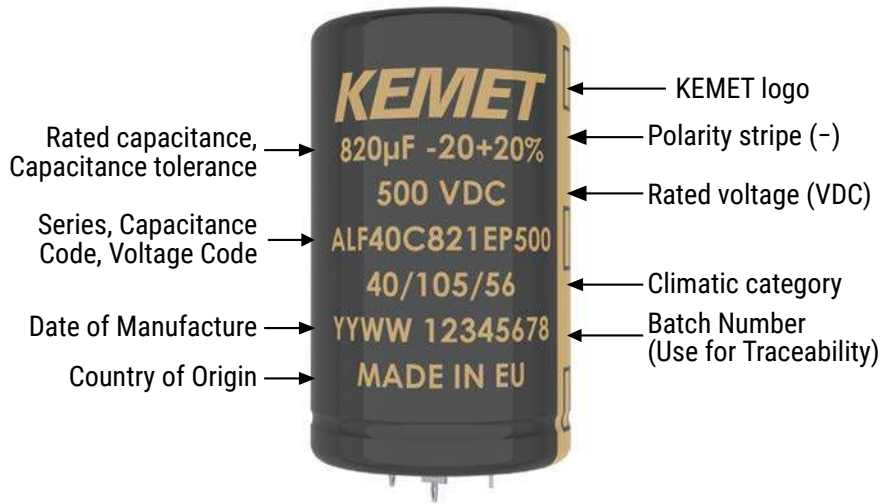 KEMET
820µF -20+20%
500 VDC
ALF40C821EP500
40/105/56
YYWW 12345678
MADE IN EU
Rated capacitance,
Capacitance tolerance
Series, Capacitance
Code, Voltage Code
Date of Manufacture
Country of Origin
KEMET logo
Polarity stripe (−)
Rated voltage (VDC)
Climatic category
Batch Number
(Use for Traceability)